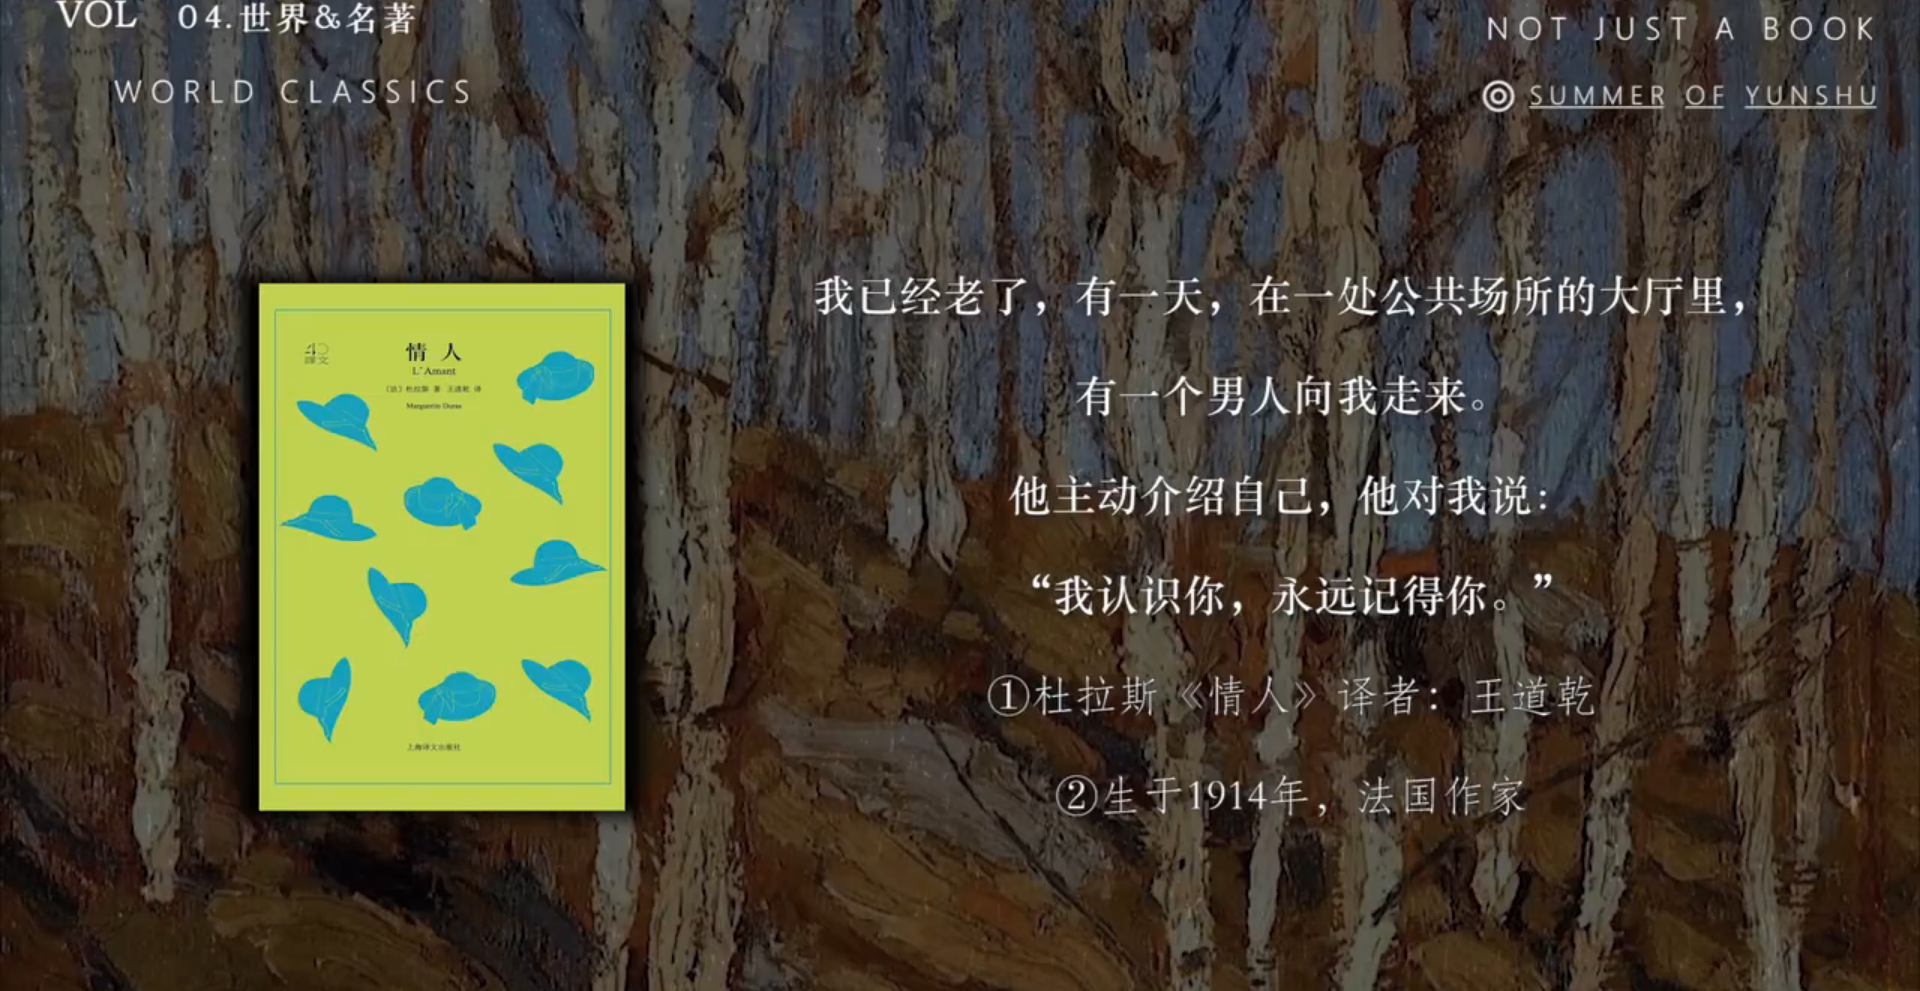 VOL 04.世界&名著
WORLD CLASSICS
NOT JUST A BOOK
SUMMER OF YUNSHU
40
譯文
情人
L'Amant
〔法〕杜拉斯 著 王道乾 译
Marguerite Duras
上海译文出版社
我已经老了，有一天，在一处公共场所的大厅里，
有一个男人向我走来。
他主动介绍自己，他对我说：
“我认识你，永远记得你。”
①杜拉斯《情人》译者：王道乾
②生于1914年，法国作家